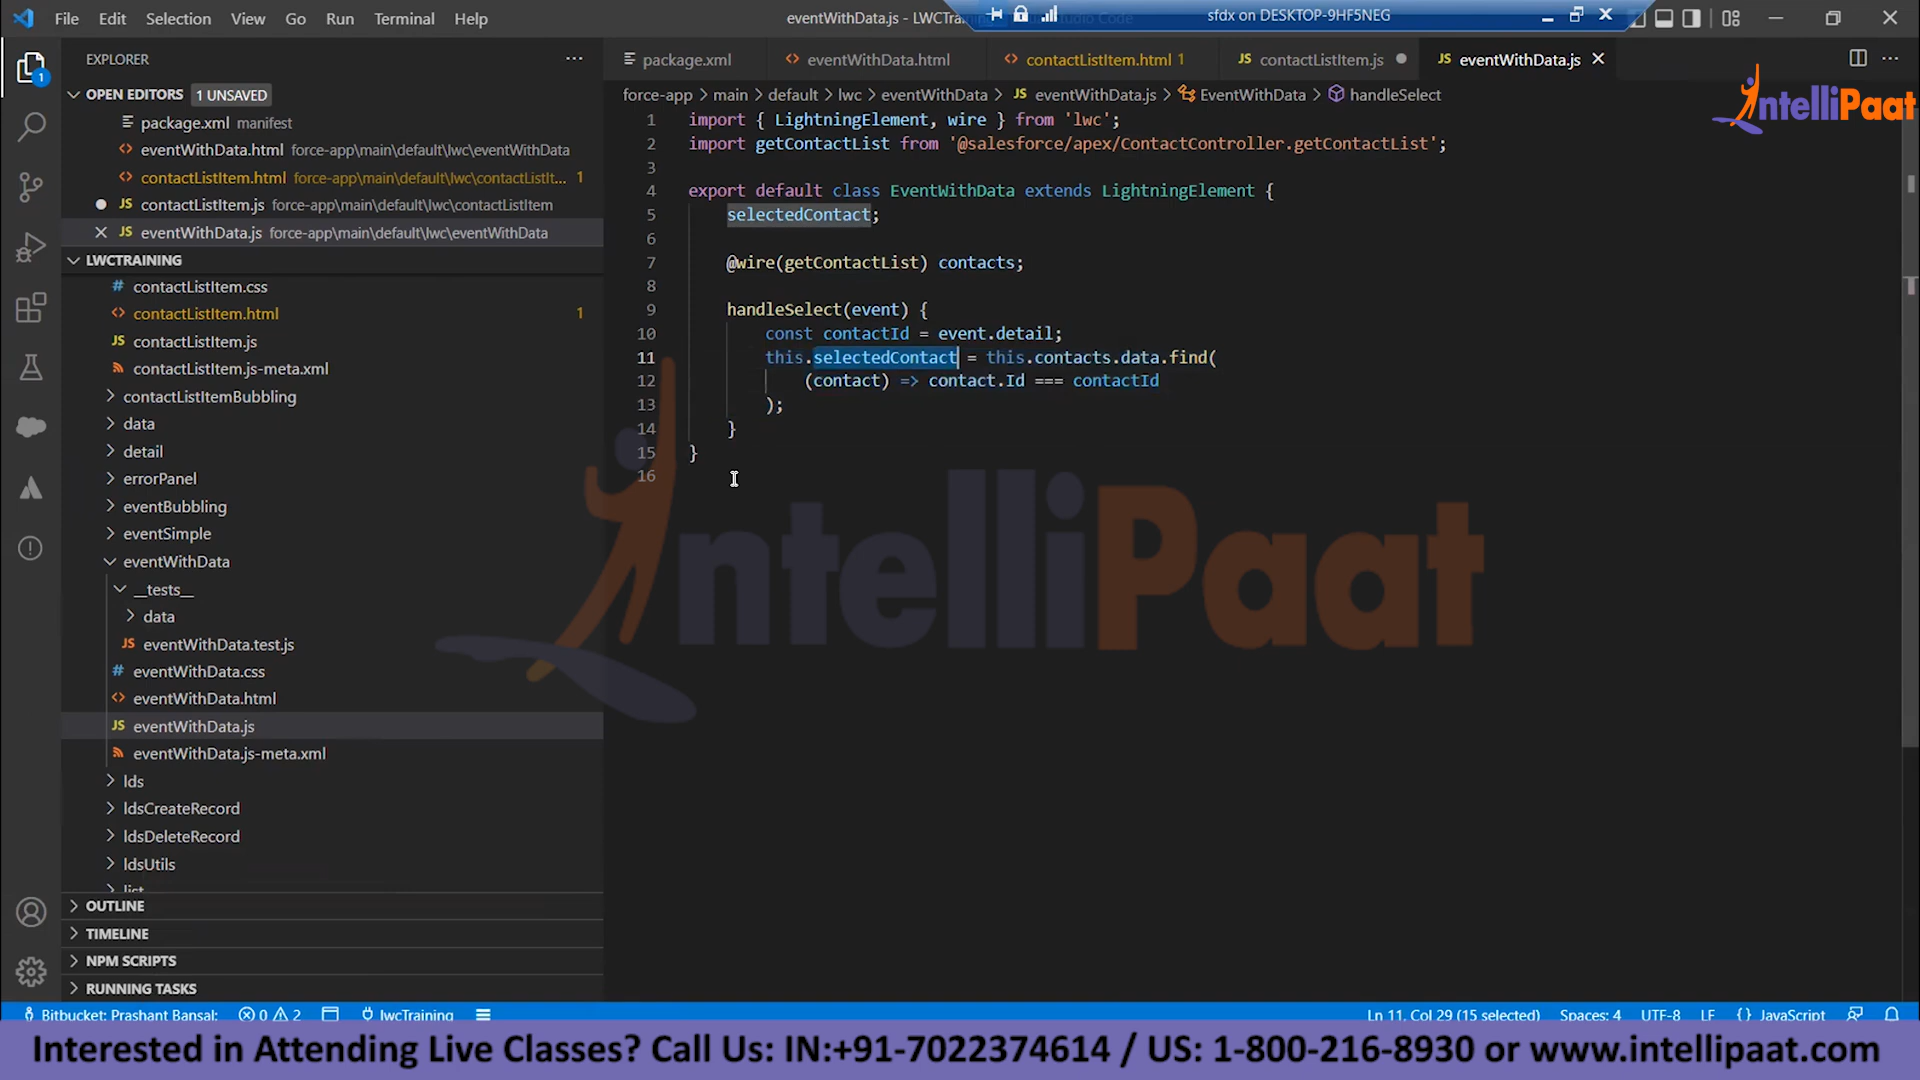 File Edit Selection View Go Run Terminal Help
eventWithData.js - LWCTrain
sfdx on DESKTOP-9HF5NEG
EXPLORER
OPEN EDITORS 1 UNSAVED
package.xml manifest
eventWithData.html force-app\main\default\lwc\eventWithData
contactListItem.html force-app\main\default\lwc\contactListIt... 1
JS contactListItem.js force-app\main\default\lwc\contactListItem
JS eventWithData.js force-app\main\default\lwc\eventWithData
LWCTRAINING
# contactListItem.css
contactListItem.html 1
JS contactListItem.js
contactListItem.js-meta.xml
contactListItemBubbling
data
detail
errorPanel
eventBubbling
eventSimple
eventWithData
__tests__
data
JS eventWithData.test.js
# eventWithData.css
eventWithData.html
JS eventWithData.js
eventWithData.js-meta.xml
lds
ldsCreateRecord
ldsDeleteRecord
ldsUtils
list
OUTLINE
TIMELINE
NPM SCRIPTS
RUNNING TASKS
package.xml
eventWithData.html
contactListItem.html 1
JS contactListItem.js
JS eventWithData.js
IntelliPaat
force-app > main > default > lwc > eventWithData > JS eventWithData.js > EventWithData > handleSelect
1 import { LightningElement, wire } from 'lwc';
2 import getContactList from '@salesforce/apex/ContactController.getContactList';
3
4 export default class EventWithData extends LightningElement {
5 selectedContact;
6
7 @wire(getContactList) contacts;
8
9 handleSelect(event) {
10 const contactId = event.detail;
11 this.selectedContact = this.contacts.data.find(
12 (contact) => contact.Id === contactId
13 );
14 }
15 }
16
IntelliPaat
Bitbucket: Prashant Bansal: 0 2 lwcTraining
Ln 11, Col 29 (15 selected) Spaces: 4 UTF-8 LF {} JavaScript
Interested in Attending Live Classes? Call Us: IN:+91-7022374614 / US: 1-800-216-8930 or www.intellipaat.com